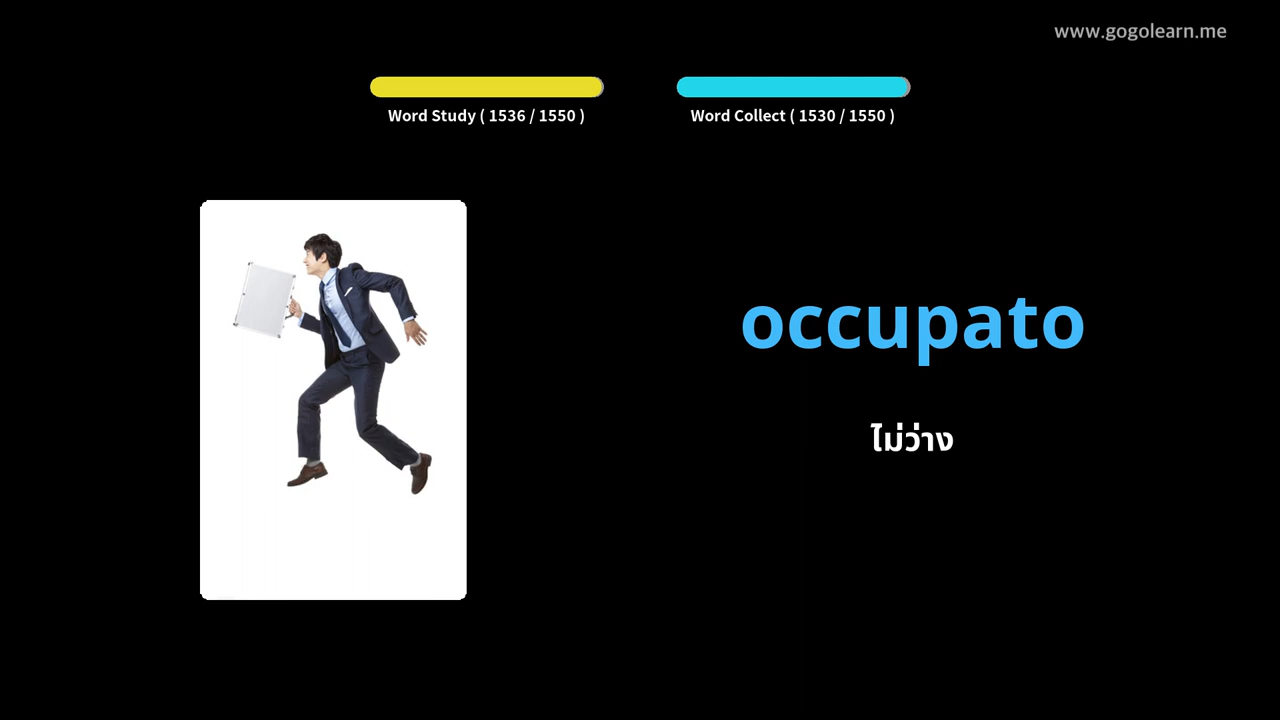 www.gogolearn.me
Word Study ( 1536 / 1550 )
Word Collect ( 1530 / 1550 )
occupato
ไม่ว่าง